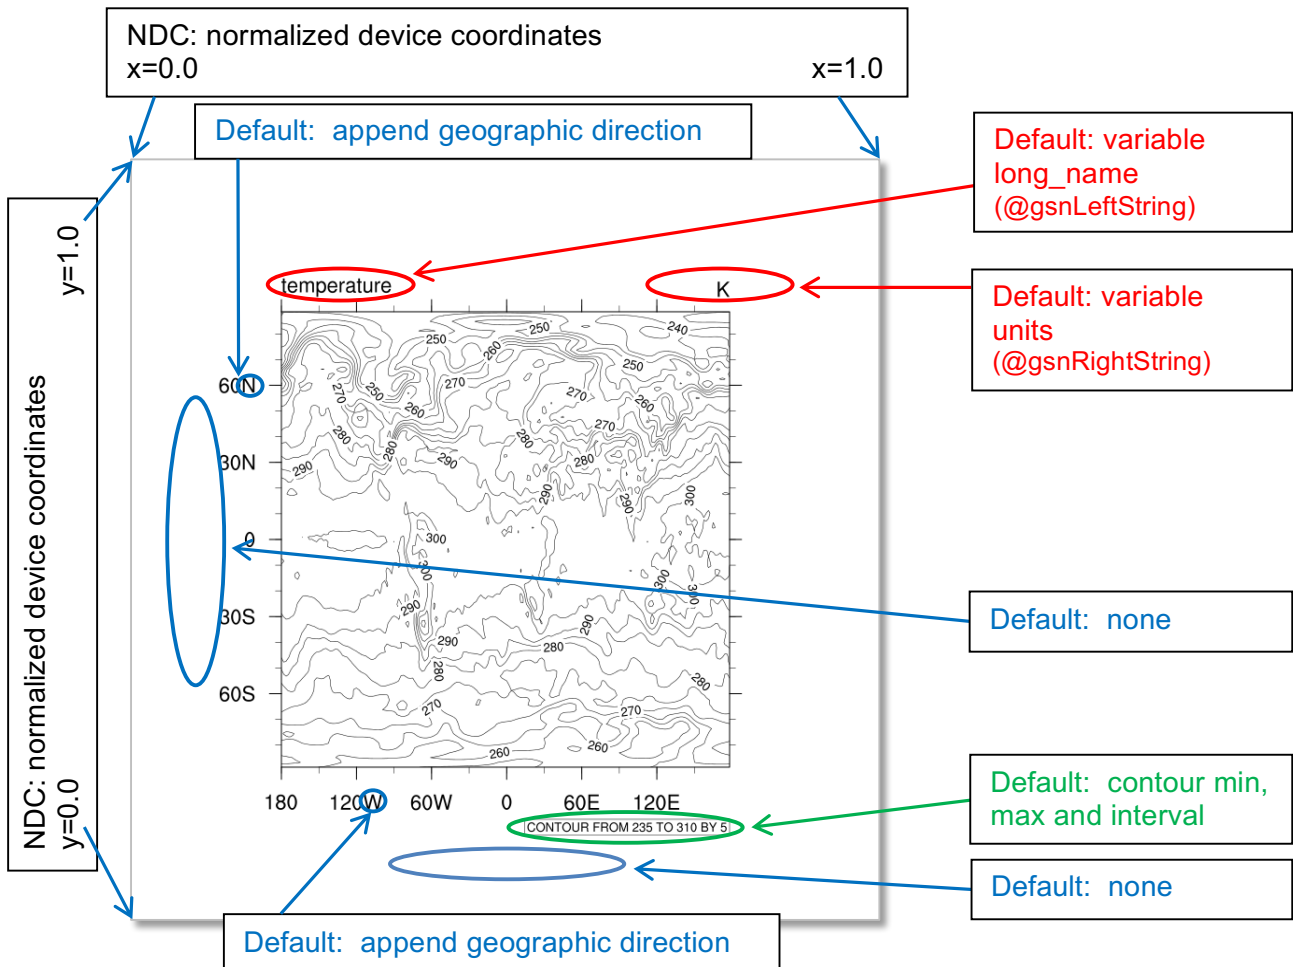 NDC: normalized device coordinates
x=0.0 x=1.0
Default: append geographic direction
Default: variable
long_name
(@gsnLeftString)
Default: variable
units
(@gsnRightString)
NDC: normalized device coordinates
y=0.0 y=1.0
temperature K
250
250
240
260
250
60N
270
250
270
270
260
260
280
270
280
30N
290
290
280
290
290
300
0
300
300
300
300
30S
290
290
290
280
280
280
60S
270
270
260
260
180 120W 60W 0 60E 120E
CONTOUR FROM 235 TO 310 BY 5
Default: none
Default: contour min,
max and interval
Default: none
Default: append geographic direction